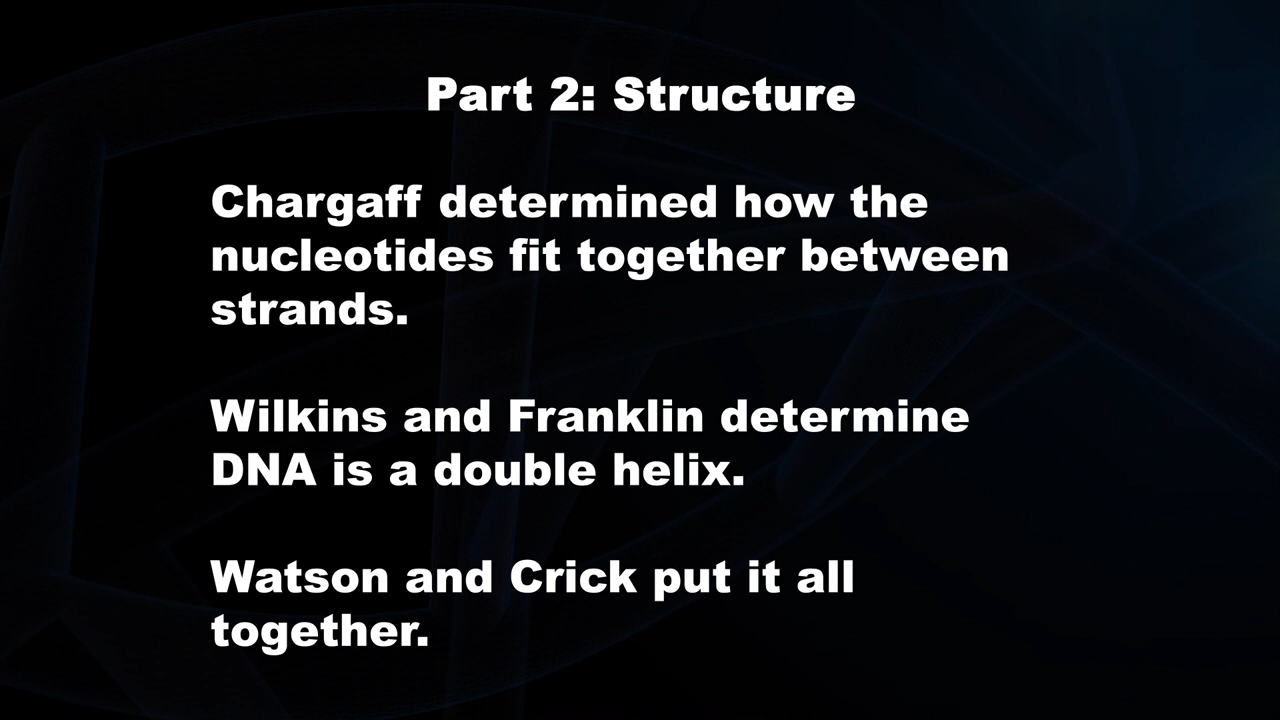 Part 2: Structure
Chargaff determined how the
nucleotides fit together between
strands.
Wilkins and Franklin determine
DNA is a double helix.
Watson and Crick put it all
together.